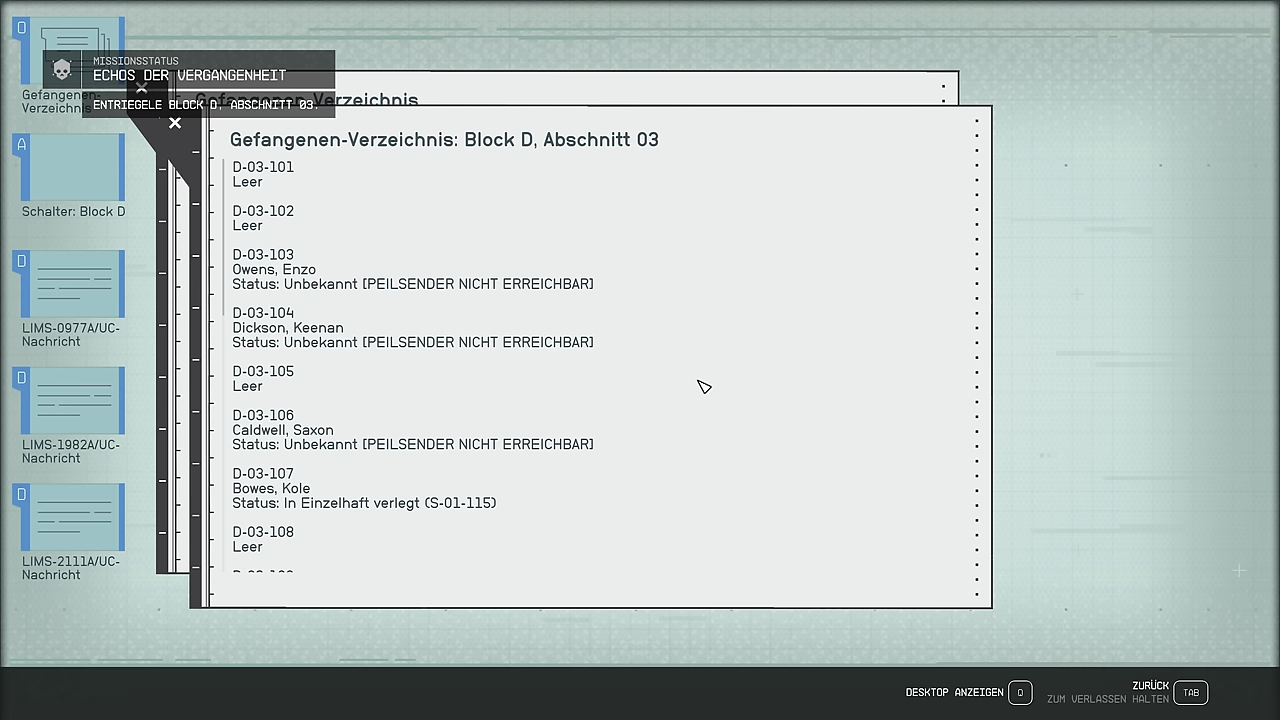 MISSIONSSTATUS
ECHOS DER VERGANGENHEIT
ENTRIEGELE BLOCK D, ABSCHNITT 03.
Gefangenen-Verzeichnis
Gefangenen-
Verzeichnis
Schalter: Block D
LIMS-0977A/UC-
Nachricht
LIMS-1982A/UC-
Nachricht
LIMS-2111A/UC-
Nachricht
Gefangenen-Verzeichnis: Block D, Abschnitt 03
D-03-101
Leer
D-03-102
Leer
D-03-103
Owens, Enzo
Status: Unbekannt [PEILSENDER NICHT ERREICHBAR]
D-03-104
Dickson, Keenan
Status: Unbekannt [PEILSENDER NICHT ERREICHBAR]
D-03-105
Leer
D-03-106
Caldwell, Saxon
Status: Unbekannt [PEILSENDER NICHT ERREICHBAR]
D-03-107
Bowes, Kole
Status: In Einzelhaft verlegt (S-01-115)
D-03-108
Leer
DESKTOP ANZEIGEN Q
ZURÜCK
ZUM VERLASSEN HALTEN TAB